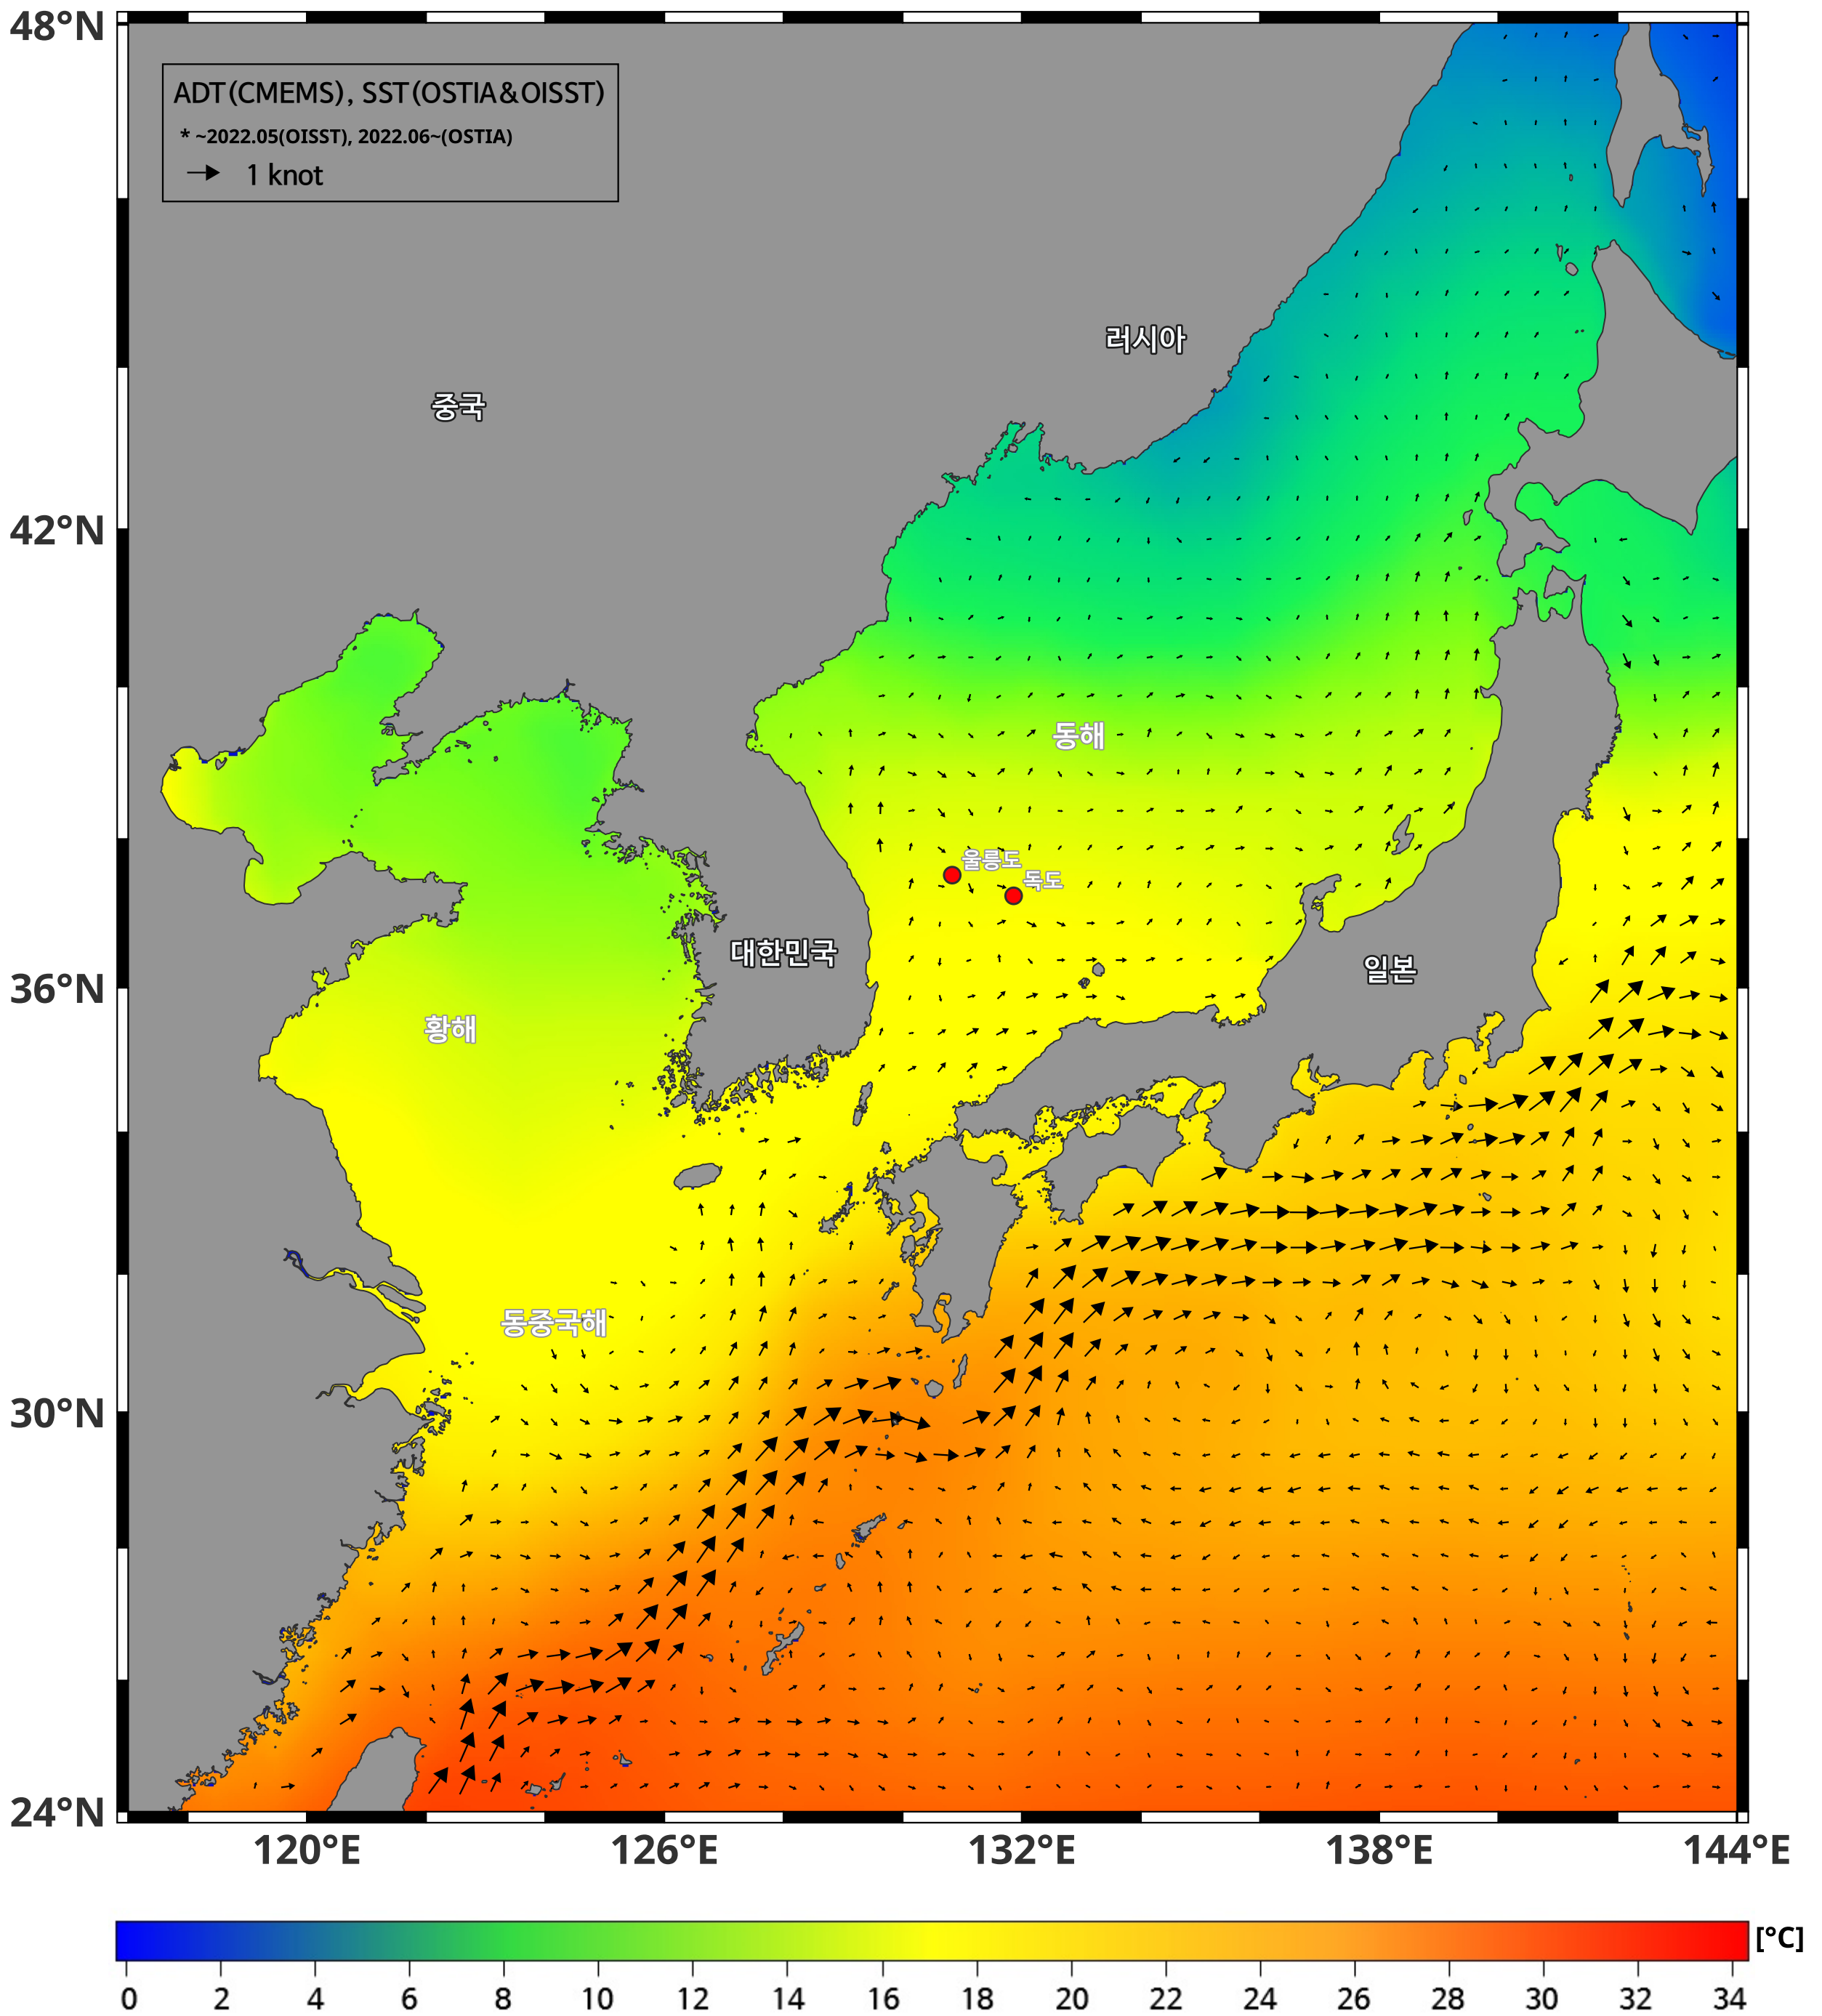 48°N
ADT(CMEMS), SST(OSTIA&OISST)
* ~2022.05(OISST), 2022.06~(OSTIA)
1 knot
러시아
중국
42°N
동해
울릉도
독도
대한민국
일본
36°N
황해
동중국해
30°N
24°N
120°E 126°E 132°E 138°E 144°E
[°C]
0 2 4 6 8 10 12 14 16 18 20 22 24 26 28 30 32 34